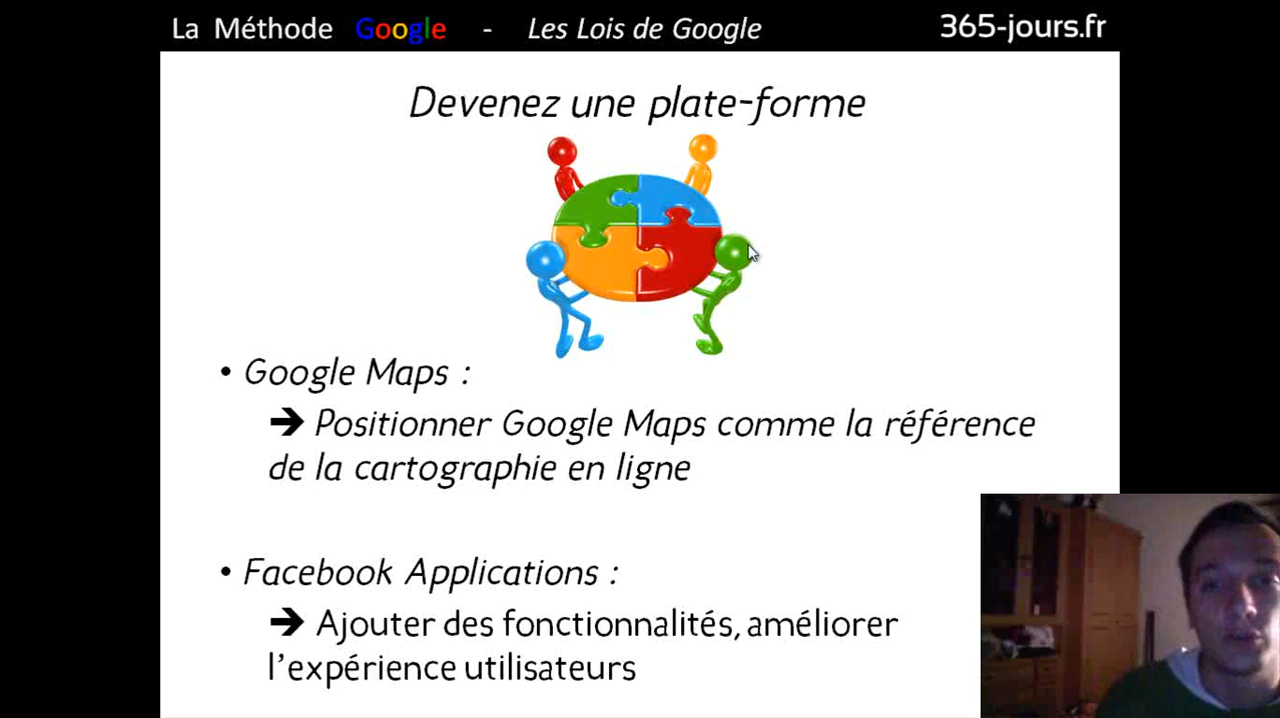 La Méthode Google - Les Lois de Google 365-jours.fr
Devenez une plate-forme
• Google Maps :
➔ Positionner Google Maps comme la référence
de la cartographie en ligne
• Facebook Applications :
➔ Ajouter des fonctionnalités, améliorer
l'expérience utilisateurs